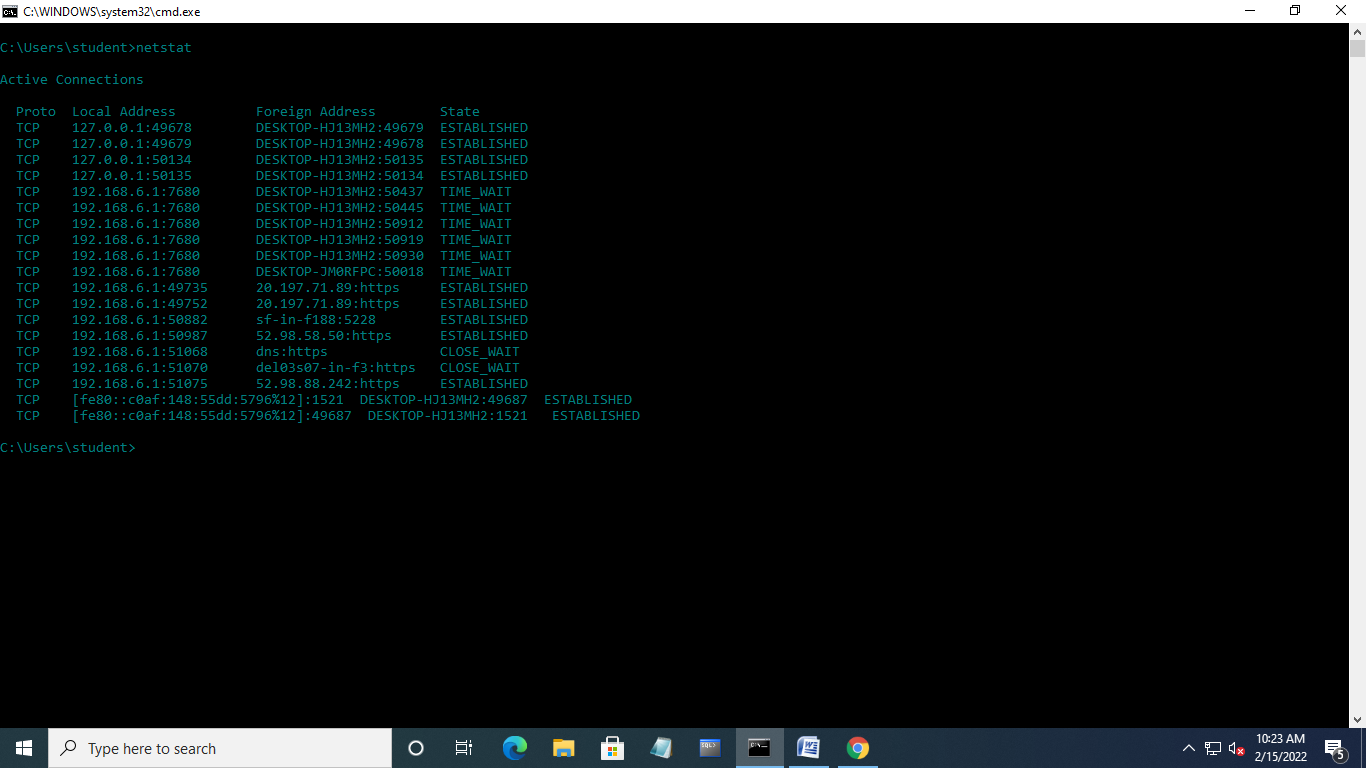 C:\WINDOWS\system32\cmd.exe
C:\Users\student>netstat
Active Connections
  Proto  Local Address          Foreign Address        State
  TCP    127.0.0.1:49678        DESKTOP-HJ13MH2:49679  ESTABLISHED
  TCP    127.0.0.1:49679        DESKTOP-HJ13MH2:49678  ESTABLISHED
  TCP    127.0.0.1:50134        DESKTOP-HJ13MH2:50135  ESTABLISHED
  TCP    127.0.0.1:50135        DESKTOP-HJ13MH2:50134  ESTABLISHED
  TCP    192.168.6.1:7680       DESKTOP-HJ13MH2:50437  TIME_WAIT
  TCP    192.168.6.1:7680       DESKTOP-HJ13MH2:50445  TIME_WAIT
  TCP    192.168.6.1:7680       DESKTOP-HJ13MH2:50912  TIME_WAIT
  TCP    192.168.6.1:7680       DESKTOP-HJ13MH2:50919  TIME_WAIT
  TCP    192.168.6.1:7680       DESKTOP-HJ13MH2:50930  TIME_WAIT
  TCP    192.168.6.1:7680       DESKTOP-JM0RFPC:50018  TIME_WAIT
  TCP    192.168.6.1:49735      20.197.71.89:https     ESTABLISHED
  TCP    192.168.6.1:49752      20.197.71.89:https     ESTABLISHED
  TCP    192.168.6.1:50882      sf-in-f188:5228        ESTABLISHED
  TCP    192.168.6.1:50987      52.98.58.50:https      ESTABLISHED
  TCP    192.168.6.1:51068      dns:https              CLOSE_WAIT
  TCP    192.168.6.1:51070      del03s07-in-f3:https   CLOSE_WAIT
  TCP    192.168.6.1:51075      52.98.88.242:https     ESTABLISHED
  TCP    [fe80::c0af:148:55dd:5796%12]:1521  DESKTOP-HJ13MH2:49687  ESTABLISHED
  TCP    [fe80::c0af:148:55dd:5796%12]:49687  DESKTOP-HJ13MH2:1521   ESTABLISHED
C:\Users\student>
Type here to search
SQL
10:23 AM
2/15/2022
5